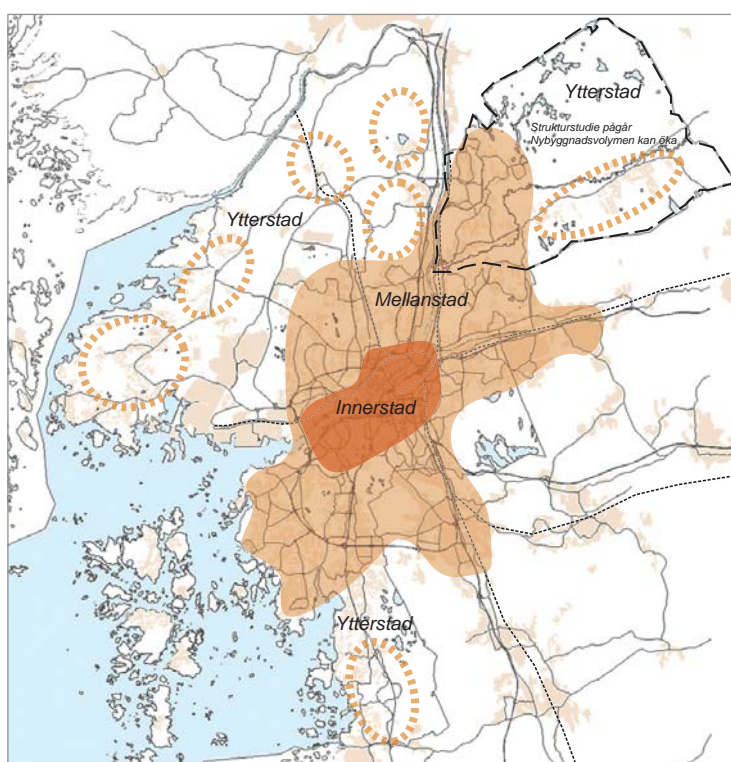 Ytterstad
Strukturstudie pågår
Nybyggnadsvolymen kan öka
Ytterstad
Mellanstad
Innerstad
Ytterstad